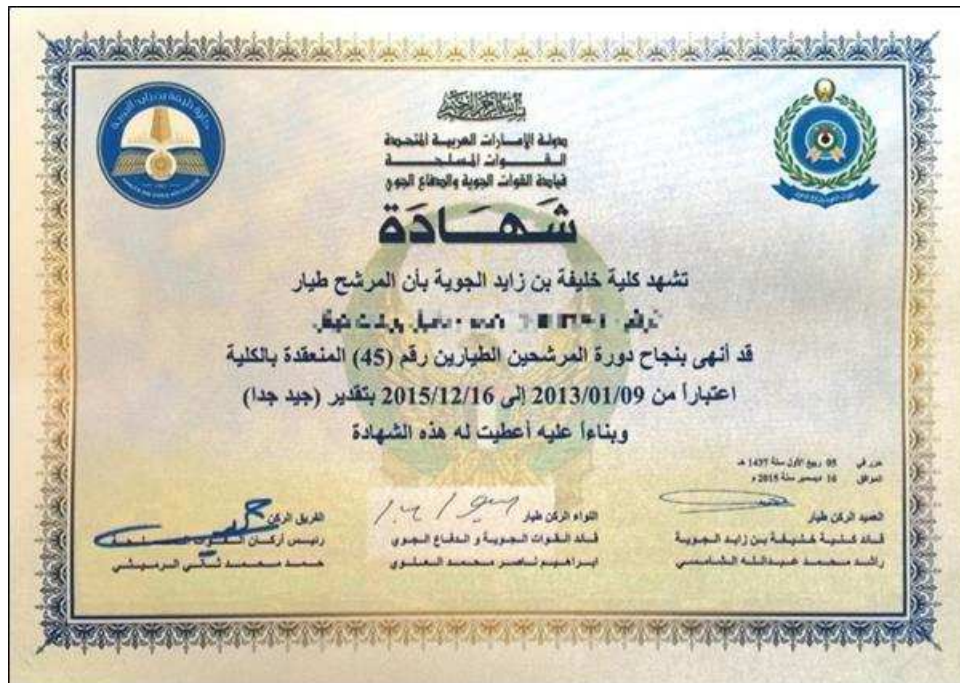 بسم الله الرحمن الرحيم
دولة الإمارات العربية المتحدة
القـــوات المسلحـــة
قيادة القوات الجوية والدفاع الجوي
شَهَـادَة
تشهد كلية خليفة بن زايد الجوية بأن المرشح طيار
قد أنهى بنجاح دورة المرشحين الطيارين رقم (45) المنعقدة بالكلية
اعتباراً من 2013/01/09 إلى 2015/12/16 بتقدير (جيد جدا)
وبناءاً عليه أعطيت له هذه الشهادة
حرر في 05 ربيع الأول سنة 1437 هـ
الموافق 16 ديسمبر سنة 2015 م
العميد الركن طيار
قائد كلية خليفة بن زايد الجوية
راشد محمد عبدالله الشامسي
اللواء الركن طيار
قائد القوات الجوية و الدفاع الجوي
ابراهيم ناصر محمد العلوي
الفريق الركن
رئيس أركان القوات المسلحة
حمد محمد ثاني الرميثي